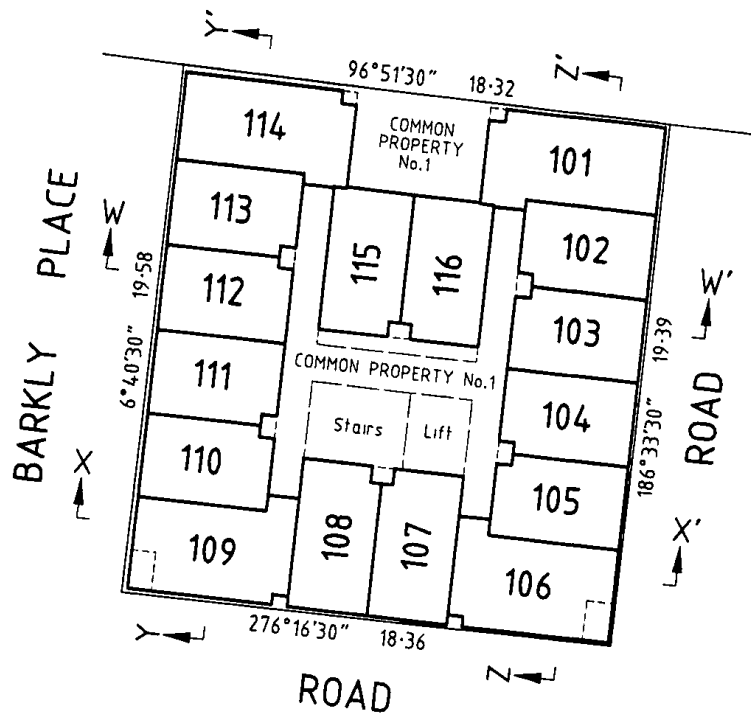 Y'
96°51'30" 18·32
Z'
114
COMMON
PROPERTY
No.1
101
113
102
W
115
116
W'
112
103
19·58
19·39
COMMON PROPERTY No.1
111
104
6°40'30"
186°33'30"
BARKLY PLACE
ROAD
Stairs
Lift
110
105
X
X'
109
108
107
106
Y
276°16'30" 18·36
Z
ROAD